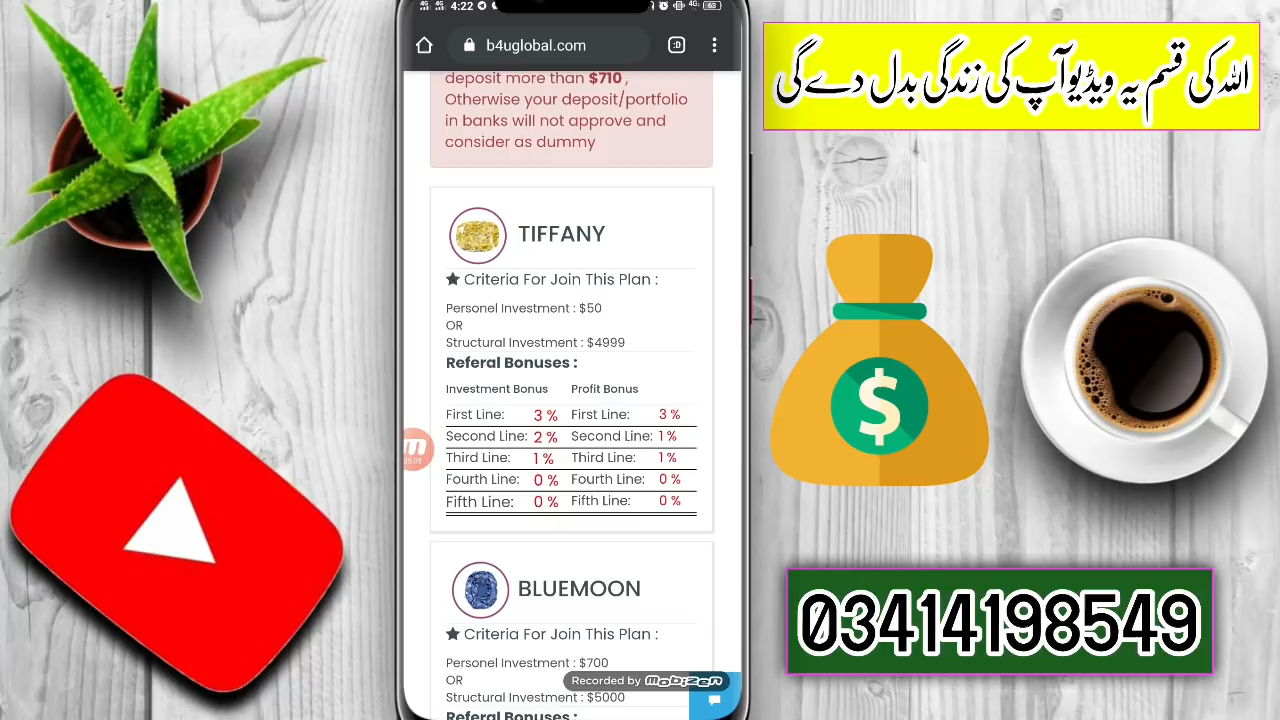 4:22
63
b4uglobal.com
:D
deposit more than $710 ,
Otherwise your deposit/portfolio
in banks will not approve and
consider as dummy
TIFFANY
Criteria For Join This Plan :
Personel Investment : $50
OR
Structural Investment : $4999
Referal Bonuses :
Investment Bonus Profit Bonus
First Line: 3 % First Line: 3 %
Second Line: 2 % Second Line: 1 %
Third Line: 1 % Third Line: 1 %
Fourth Line: 0 % Fourth Line: 0 %
Fifth Line: 0 % Fifth Line: 0 %
BLUEMOON
Criteria For Join This Plan :
Personel Investment : $700
OR
Structural Investment : $5000
Referal Bonuses :
Recorded by mobizen
اللہ کی قسم یہ ویڈیو آپ کی زندگی بدل دے گی
$
03414198549